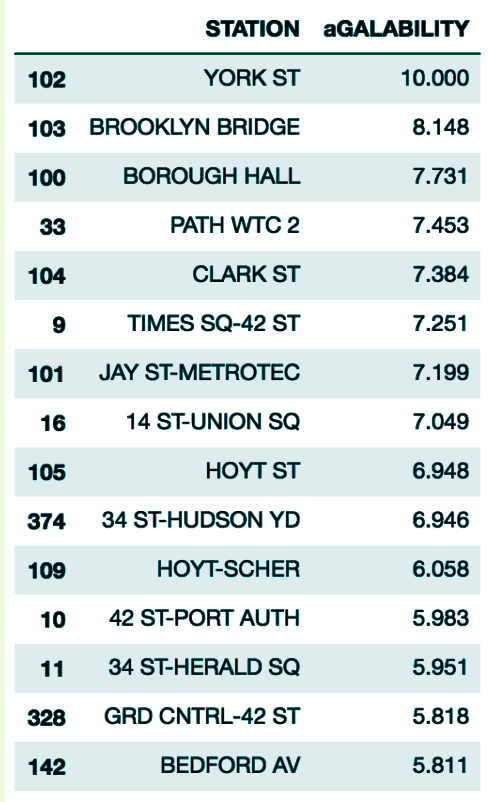 STATION aGALABILITY
102 YORK ST 10.000
103 BROOKLYN BRIDGE 8.148
100 BOROUGH HALL 7.731
33 PATH WTC 2 7.453
104 CLARK ST 7.384
9 TIMES SQ-42 ST 7.251
101 JAY ST-METROTEC 7.199
16 14 ST-UNION SQ 7.049
105 HOYT ST 6.948
374 34 ST-HUDSON YD 6.946
109 HOYT-SCHER 6.058
10 42 ST-PORT AUTH 5.983
11 34 ST-HERALD SQ 5.951
328 GRD CNTRL-42 ST 5.818
142 BEDFORD AV 5.811